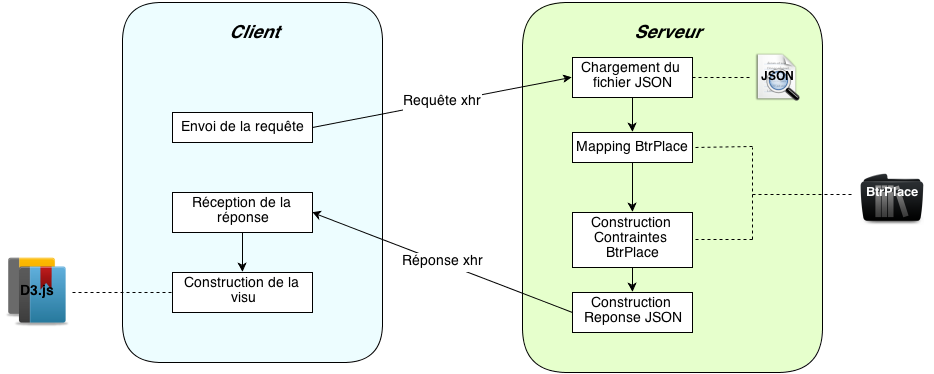 Client
Serveur
Chargement du
fichier JSON
JSON
Requête xhr
Envoi de la requête
Mapping BtrPlace
BtrPlace
Réception de la
réponse
Construction
Contraintes
BtrPlace
Réponse xhr
D3.js
Construction de la
visu
Construction
Reponse JSON